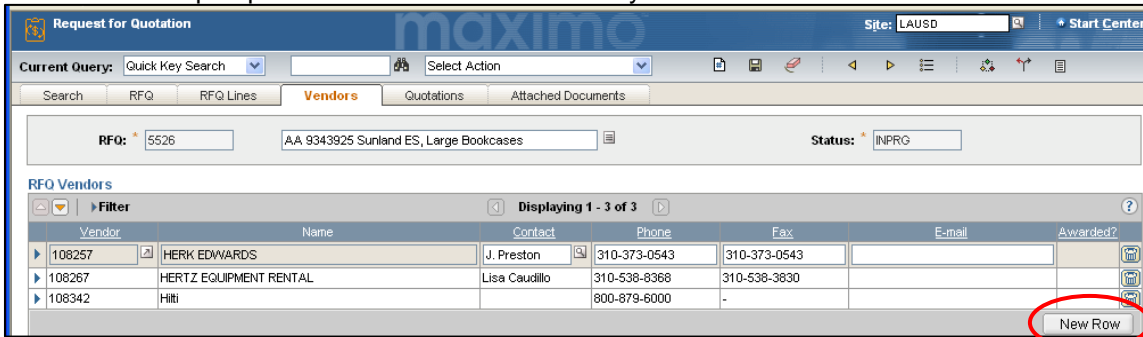 Request for Quotation maximo Site: LAUSD Start Center
Current Query: Quick Key Search Select Action
Search RFQ RFQ Lines Vendors Quotations Attached Documents
RFQ: * 5526 AA 9343925 Sunland ES, Large Bookcases Status: * INPRG
RFQ Vendors
Filter Displaying 1 - 3 of 3 ?
Vendor Name Contact Phone Fax E-mail Awarded?
108257 HERK EDWARDS J. Preston 310-373-0543 310-373-0543
108267 HERTZ EQUIPMENT RENTAL Lisa Caudillo 310-538-8368 310-538-3830
108342 Hilti 800-879-6000 -
New Row